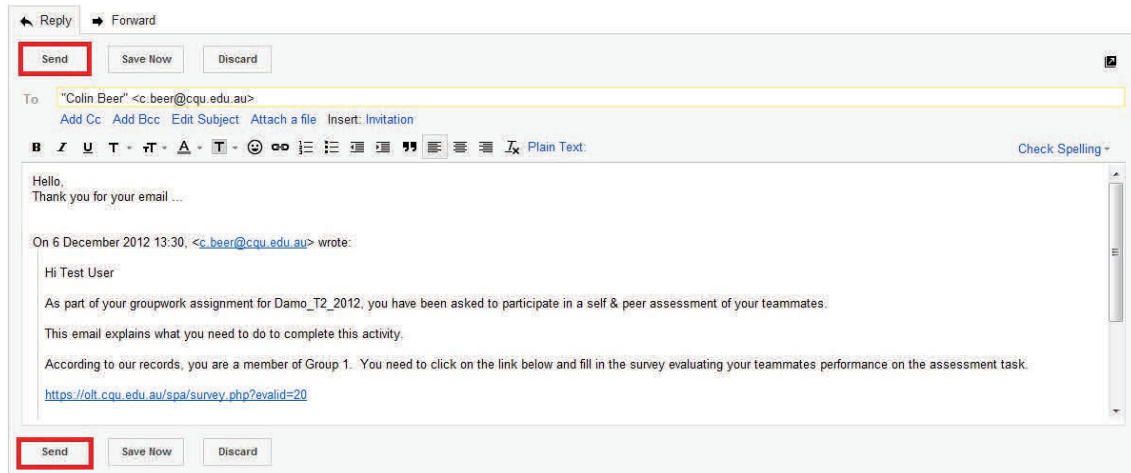 Reply Forward
Send Save Now Discard
To "Colin Beer" <c.beer@cqu.edu.au>
Add Cc Add Bcc Edit Subject Attach a file Insert: Invitation
B I U T T A T Tx Plain Text Check Spelling
Hello,
Thank you for your email ...
On 6 December 2012 13:30, <c.beer@cqu.edu.au> wrote:
Hi Test User
As part of your groupwork assignment for Damo_T2_2012, you have been asked to participate in a self & peer assessment of your teammates.
This email explains what you need to do to complete this activity.
According to our records, you are a member of Group 1. You need to click on the link below and fill in the survey evaluating your teammates performance on the assessment task.
https://olt.cqu.edu.au/spa/survey.php?evalid=20
Send Save Now Discard